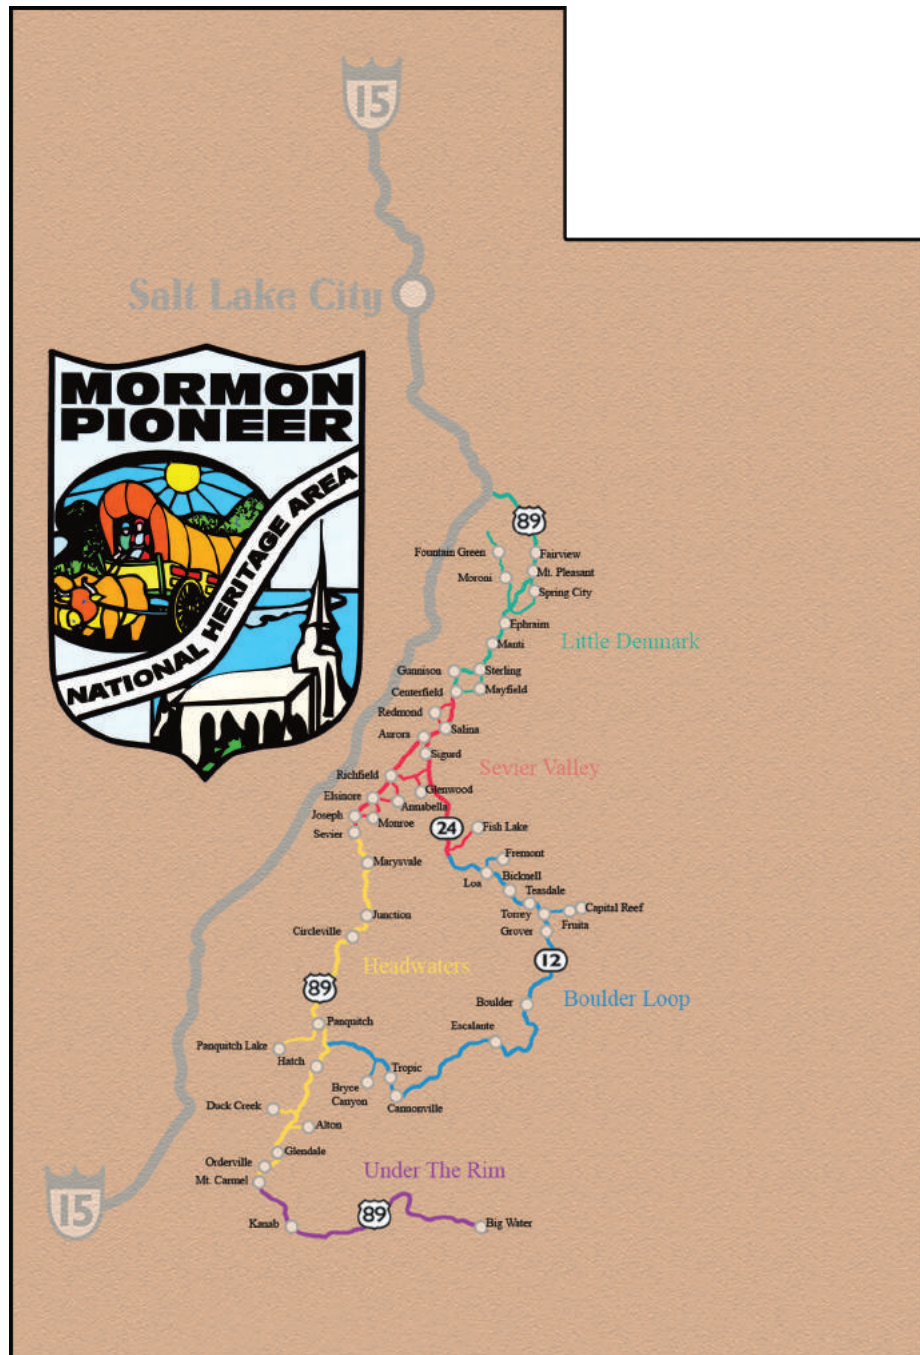 15
Salt Lake City
MORMON
PIONEER
NATIONAL HERITAGE AREA
89
Fountain Green
Fairview
Mt. Pleasant
Moroni
Spring City
Ephraim
Little Denmark
Manti
Gunnison
Sterling
Centerfield
Mayfield
Redmond
Salina
Aurora
Sigurd
Sevier Valley
Richfield
Glenwood
Elsinore
Annabella
Joseph
Monroe
24
Fish Lake
Sevier
Fremont
Marysvale
Bicknell
Loa
Teasdale
Capital Reef
Torrey
Fruita
Junction
Grover
Circleville
12
Headwaters
89
Boulder Loop
Boulder
Panquitch
Escalante
Panquitch Lake
Hatch
Tropic
Bryce
Canyon
Cannonville
Duck Creek
Alton
Glendale
Orderville
Under The Rim
Mt. Carmel
15
89
Kanab
Big Water